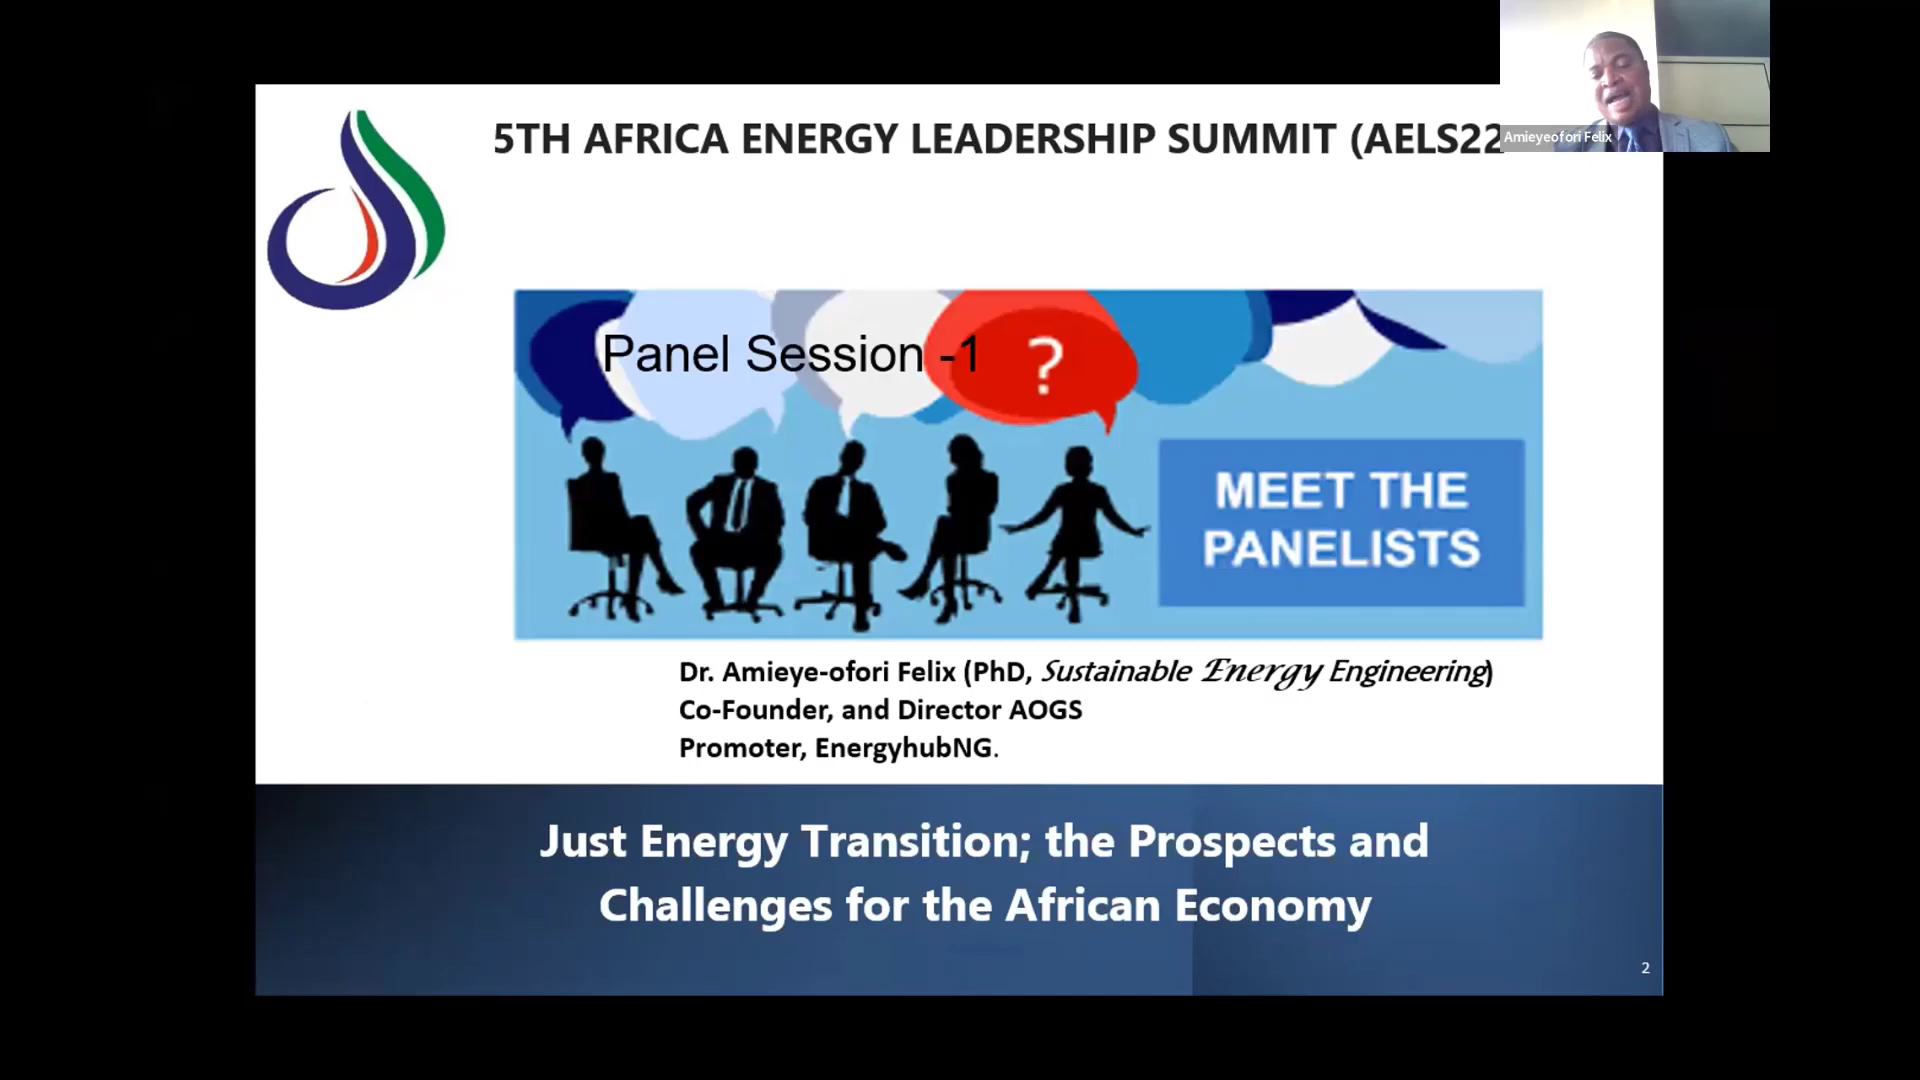 5TH AFRICA ENERGY LEADERSHIP SUMMIT (AELS22
Amieyeofori Felix
Panel Session -1
?
MEET THE
PANELISTS
Dr. Amieye-ofori Felix (PhD, Sustainable Energy Engineering)
Co-Founder, and Director AOGS
Promoter, EnergyhubNG.
Just Energy Transition; the Prospects and
Challenges for the African Economy
2